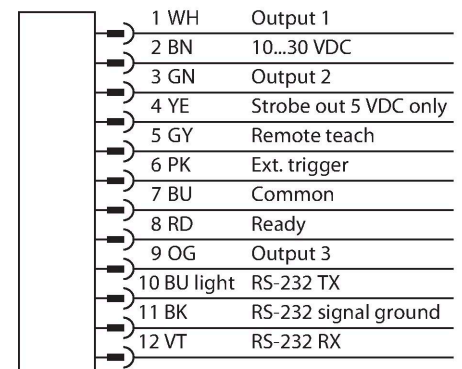 1 WH Output 1
2 BN 10...30 VDC
3 GN Output 2
4 YE Strobe out 5 VDC only
5 GY Remote teach
6 PK Ext. trigger
7 BU Common
8 RD Ready
9 OG Output 3
10 BU light RS-232 TX
11 BK RS-232 signal ground
12 VT RS-232 RX